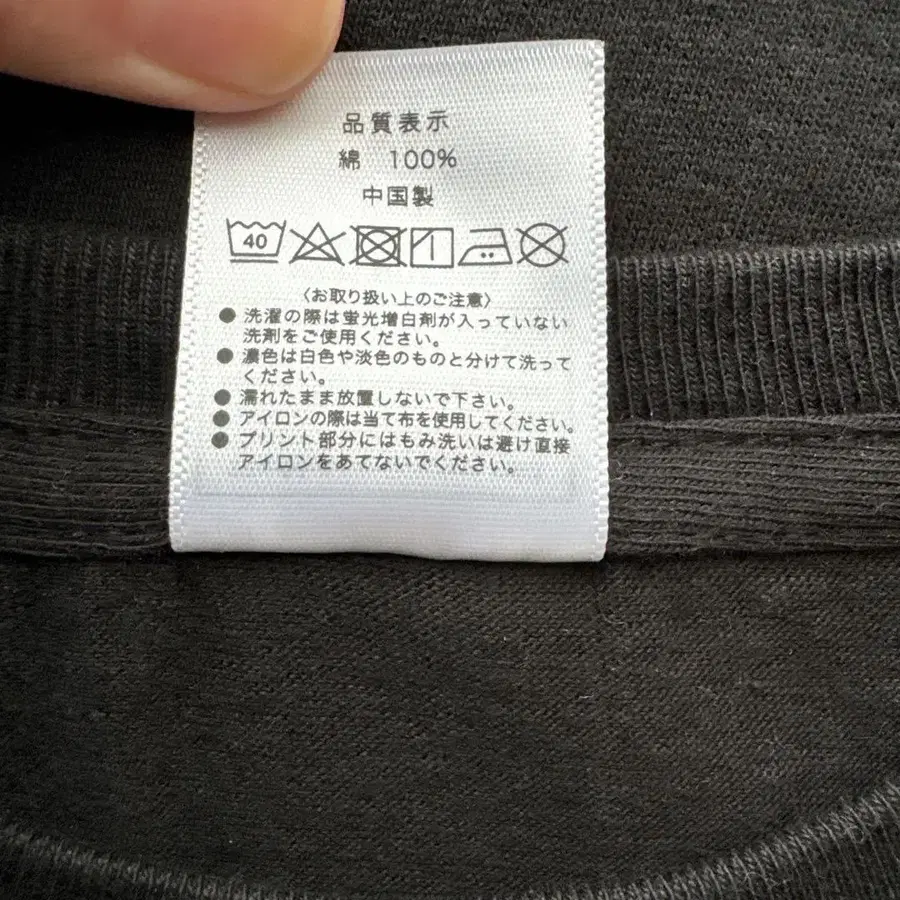 品質表示
綿 100%
中国製
40
〈お取り扱い上のご注意〉
● 洗濯の際は蛍光増白剤が入っていない
洗剤をご使用ください。
● 濃色は白色や淡色のものと分けて洗って
ください。
● 濡れたまま放置しないで下さい。
● アイロンの際は当て布を使用してください。
● プリント部分にはもみ洗いは避け直接
アイロンをあてないでください。